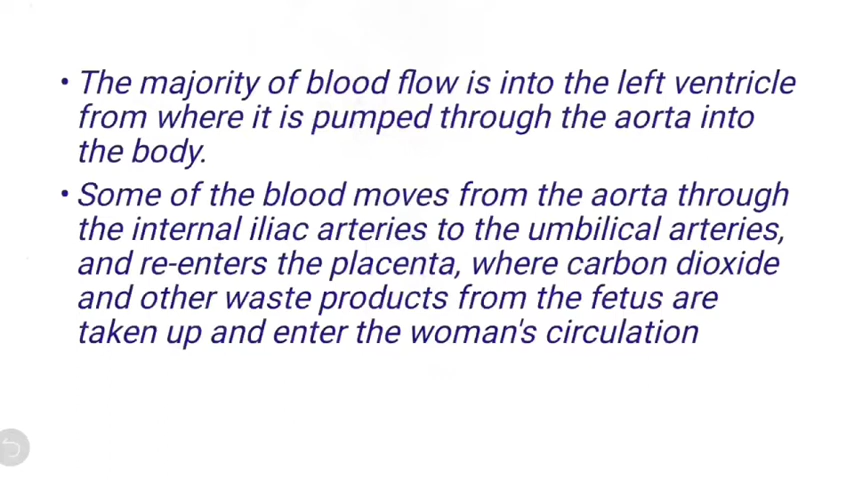 • The majority of blood flow is into the left ventricle
from where it is pumped through the aorta into
the body.
• Some of the blood moves from the aorta through
the internal iliac arteries to the umbilical arteries,
and re-enters the placenta, where carbon dioxide
and other waste products from the fetus are
taken up and enter the woman's circulation